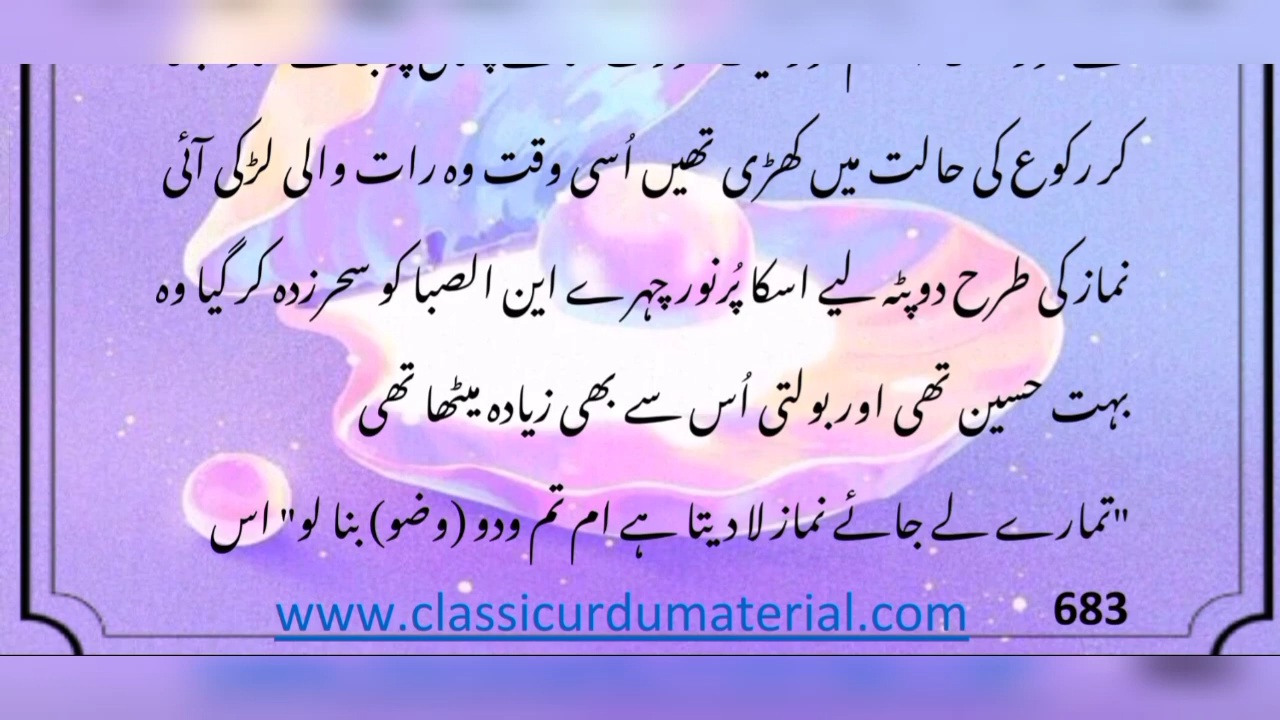 کر رکوع کی حالت میں کھڑی تھیں اُسی وقت وہ رات والی لڑکی آئی
نماز کی طرح دوپٹہ لیے اسکا پُرنور چہرے این الصبا کو سحر زدہ کر گیا وہ
بہت حسین تھی اور بولتی اُس سے بھی زیادہ میٹھا تھی
"تمارے لے جائے نماز لا دیتا ہے ام تم ودو (وضو) بنا لو" اس
www.classicurdumaterial.com 683